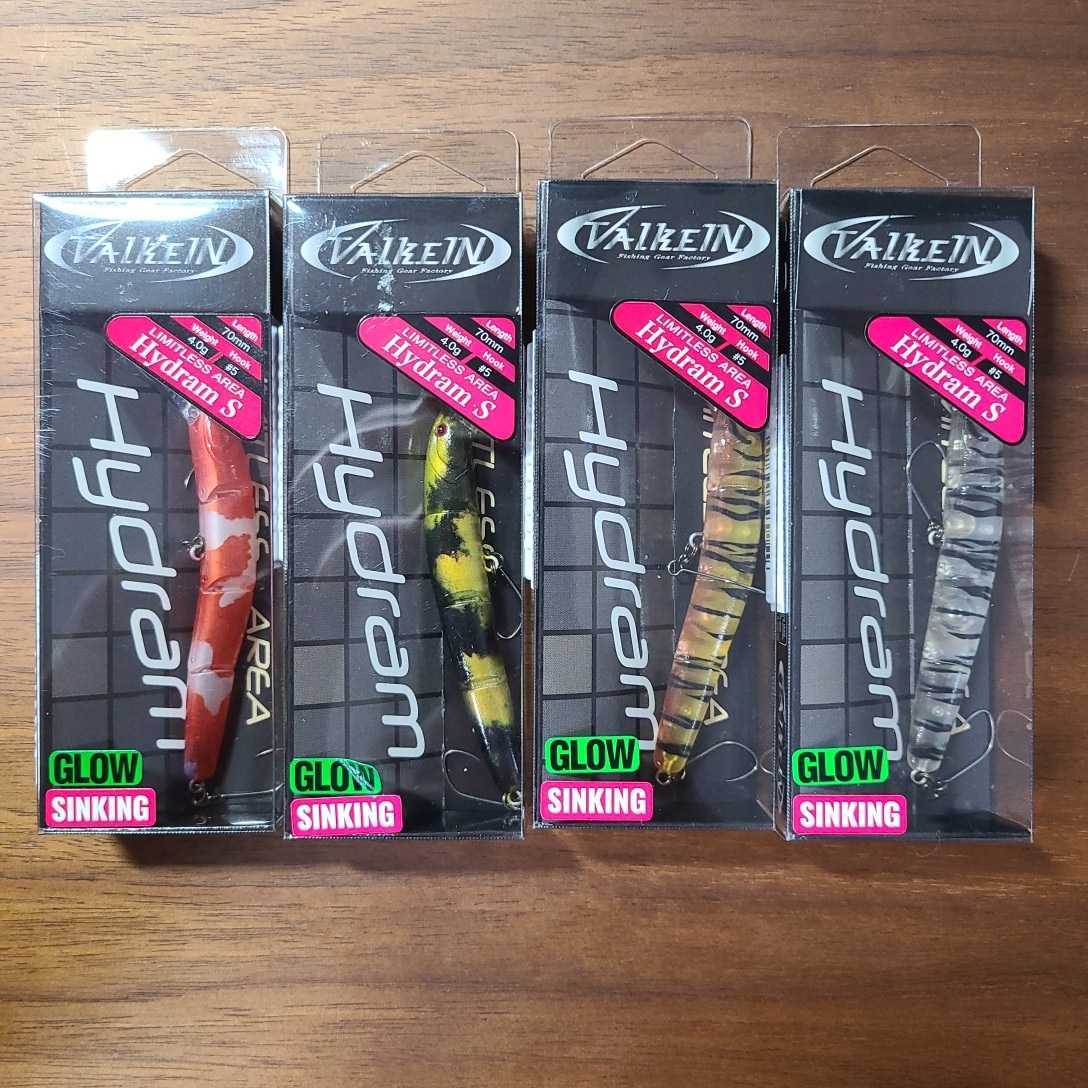 VALKEIN
Fishing Gear Factory
Length
70mm
Weight
4.0g
Hook
#5
LIMITLESS AREA
Hydram S
Hydram
LESS AREA
GLOW
SINKING
VALKEIN
Fishing Gear Factory
Length
70mm
Weight
4.0g
Hook
#5
LIMITLESS AREA
Hydram S
Hydram
GLOW
SINKING
VALKEIN
Fishing Gear Factory
Length
70mm
Weight
4.0g
Hook
#5
LIMITLESS AREA
Hydram S
Hydram
GLOW
SINKING
VALKEIN
Fishing Gear Factory
Length
70mm
Weight
4.0g
Hook
#5
LIMITLESS AREA
Hydram S
Hydram
GLOW
SINKING